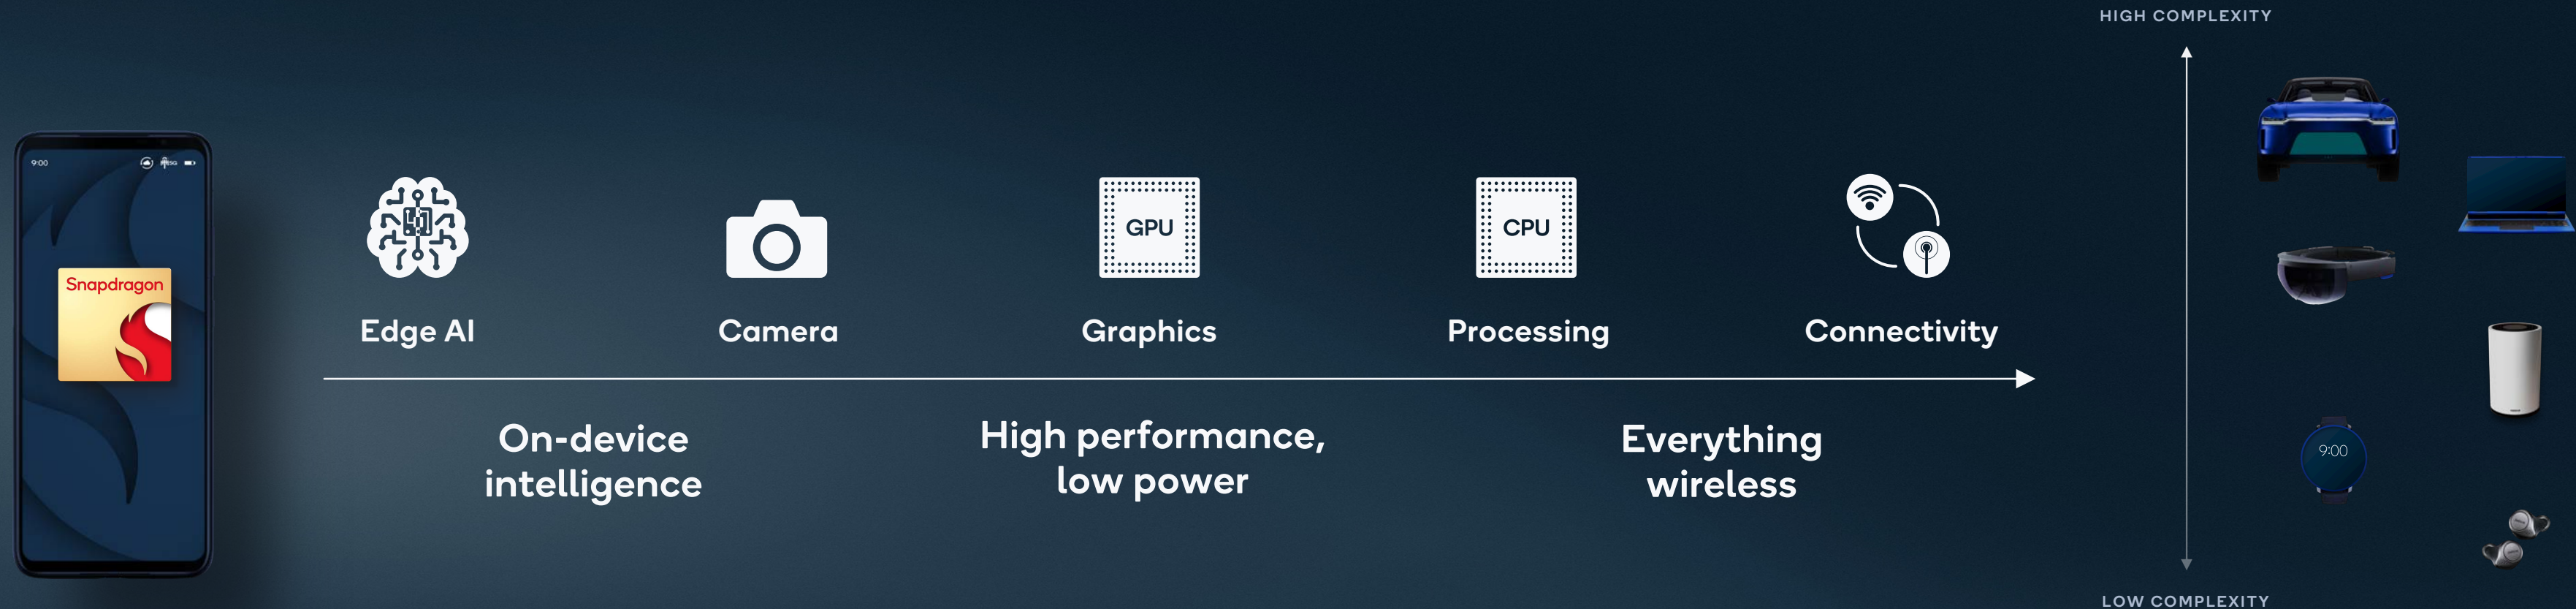 HIGH COMPLEXITY
9:00
5G
Snapdragon
GPU
CPU
Edge AI
Camera
Graphics
Processing
Connectivity
On-device
intelligence
High performance,
low power
Everything
wireless
9:00
LOW COMPLEXITY